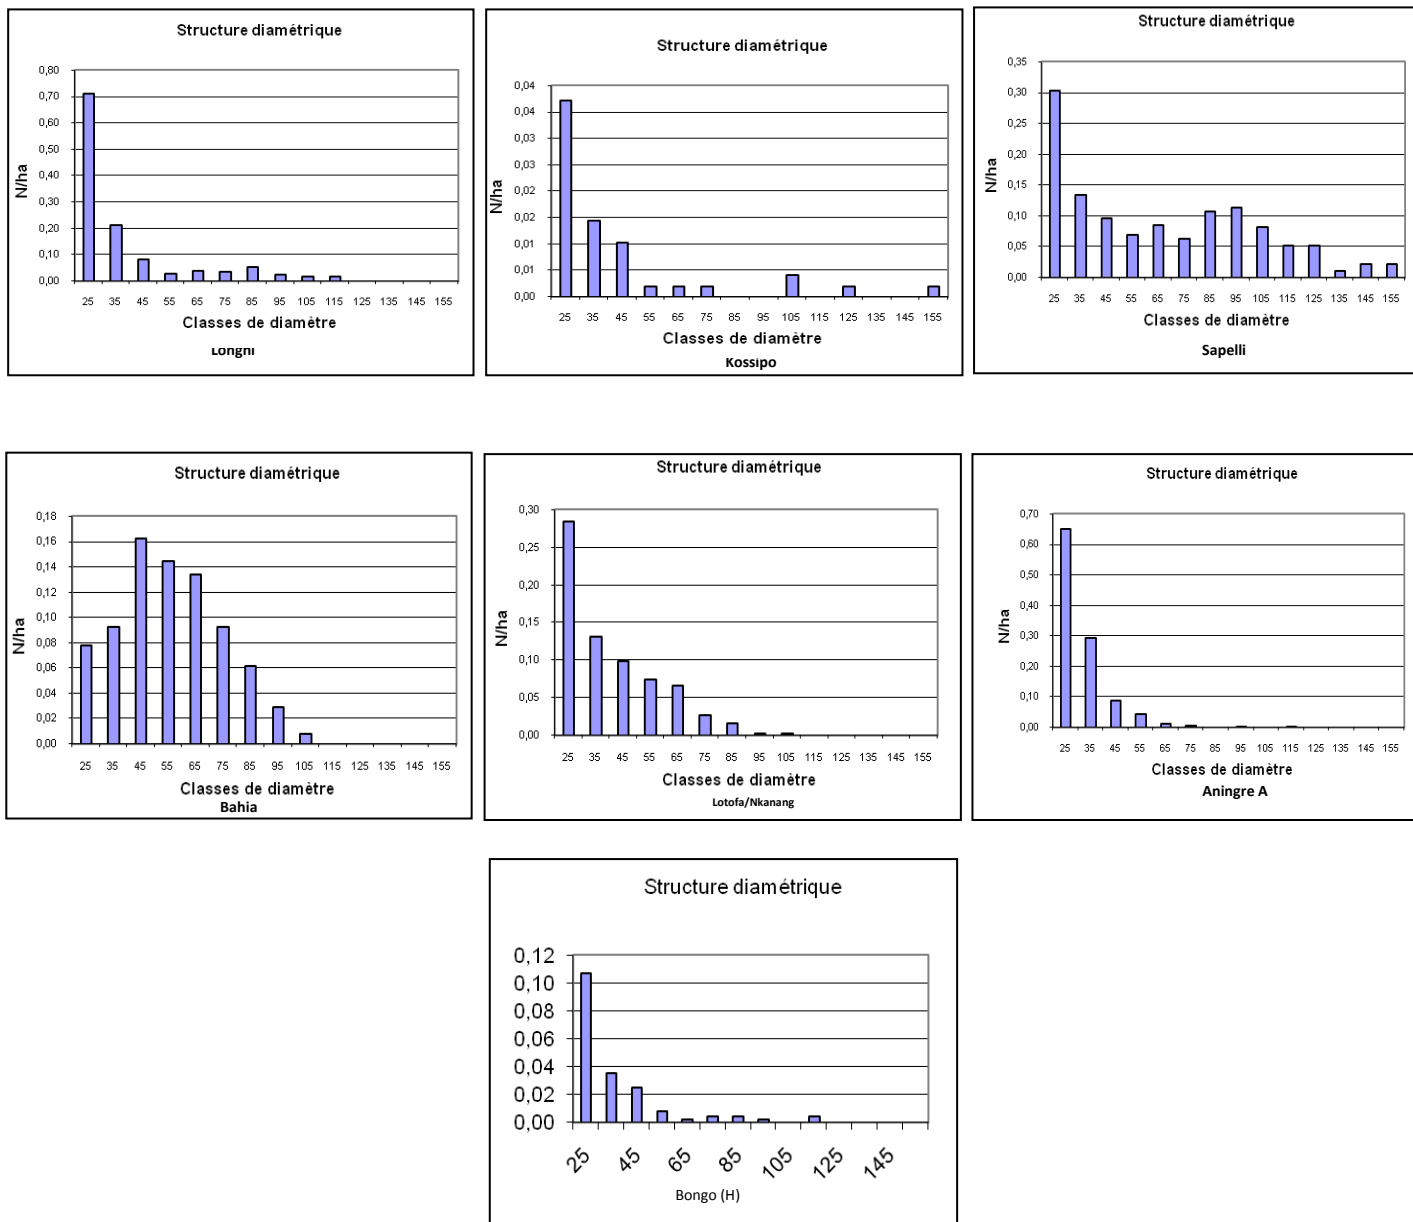 Structure diamétrique
0,80
0,70
0,60
0,50
0,40
0,30
0,20
0,10
0,00
N/ha
25 35 45 55 65 75 85 95 105 115 125 135 145 155
Classes de diamètre
Longhi
Structure diamétrique
0,04
0,04
0,03
0,03
0,02
0,02
0,01
0,01
0,00
N/ha
25 35 45 55 65 75 85 95 105 115 125 135 145 155
Classes de diamètre
Kossipo
Structure diamétrique
0,35
0,30
0,25
0,20
0,15
0,10
0,05
0,00
N/ha
25 35 45 55 65 75 85 95 105 115 125 135 145 155
Classes de diamètre
Sapelli
Structure diamétrique
0,18
0,16
0,14
0,12
0,10
0,08
0,06
0,04
0,02
0,00
N/ha
25 35 45 55 65 75 85 95 105 115 125 135 145 155
Classes de diamètre
Bahia
Structure diamétrique
0,30
0,25
0,20
0,15
0,10
0,05
0,00
N/ha
25 35 45 55 65 75 85 95 105 115 125 135 145 155
Classes de diamètre
Lotofa/Nkanang
Structure diamétrique
0,70
0,60
0,50
0,40
0,30
0,20
0,10
0,00
N/ha
25 35 45 55 65 75 85 95 105 115 125 135 145 155
Classes de diamètre
Aningre A
Structure diamétrique
0,12
0,10
0,08
0,06
0,04
0,02
0,00
25 45 65 85 105 125 145
Bongo (H)